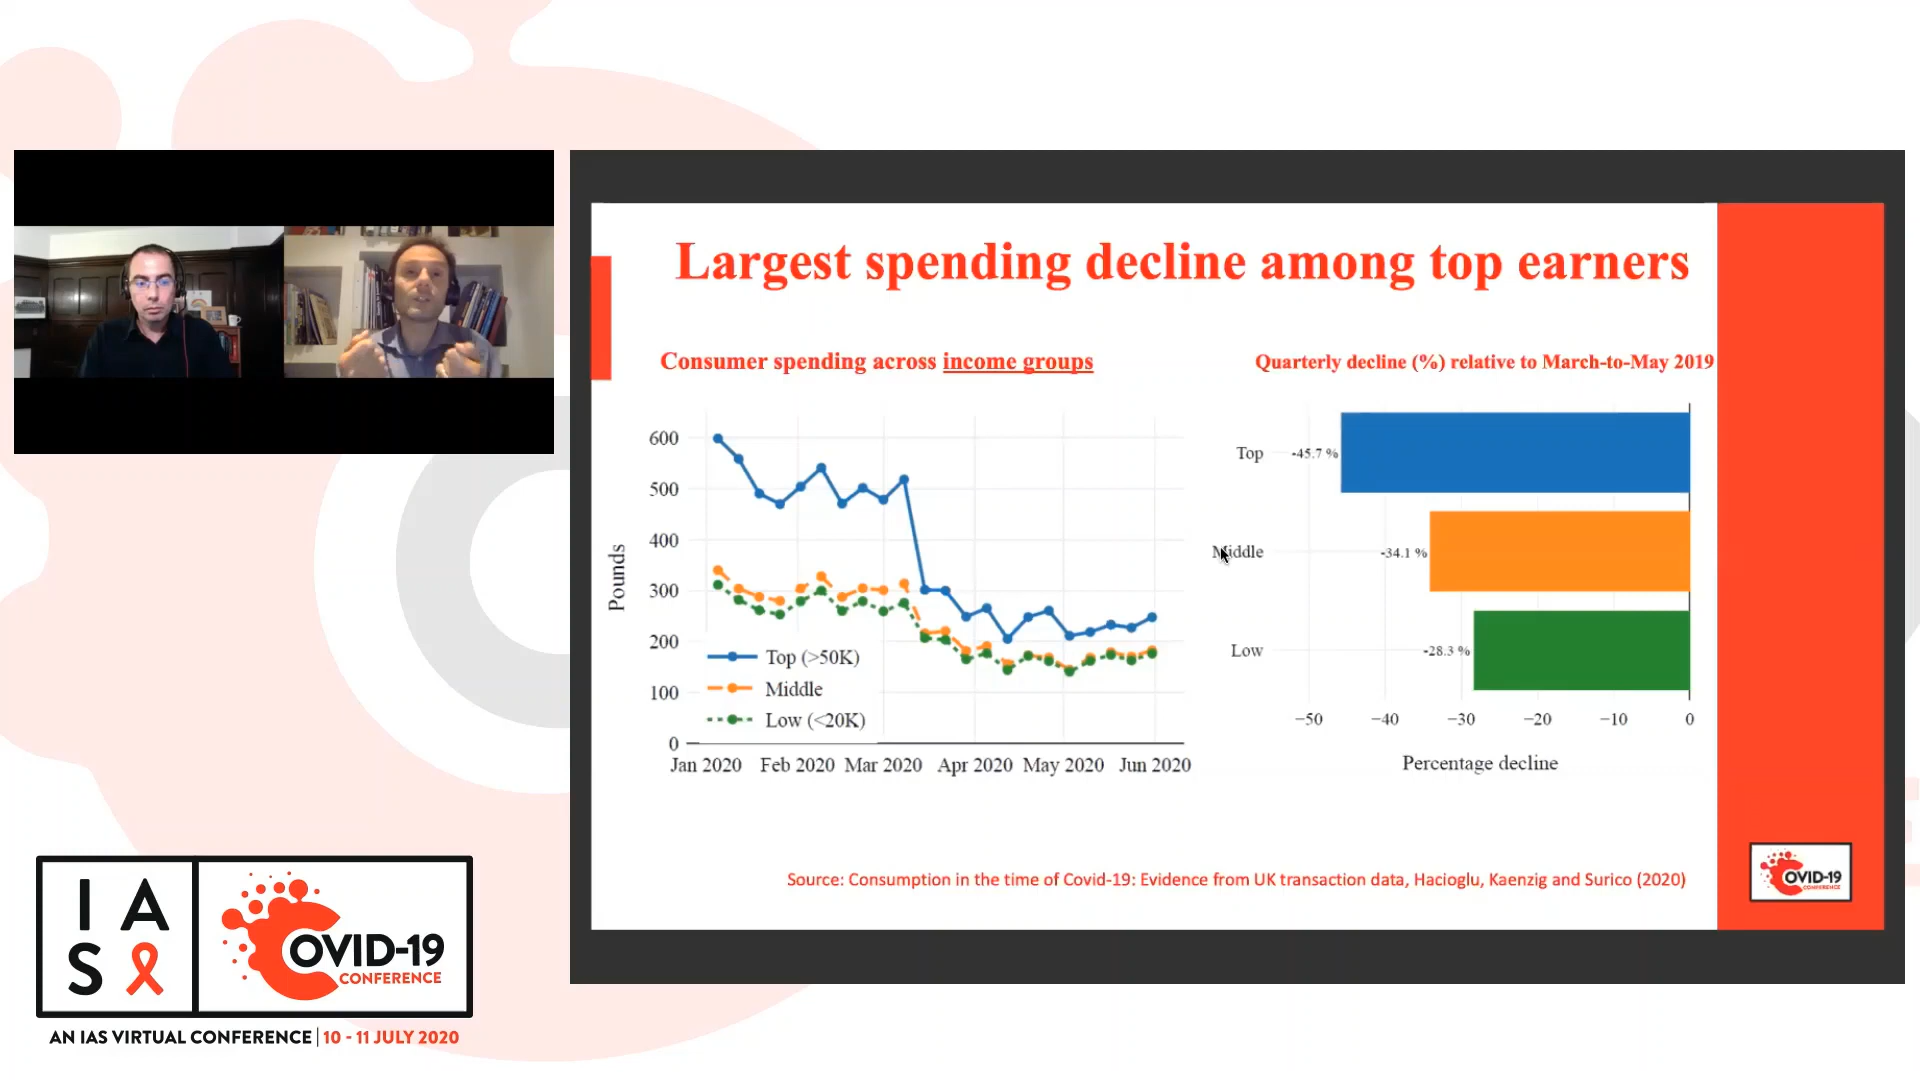 Largest spending decline among top earners
Consumer spending across income groups
Quarterly decline (%) relative to March-to-May 2019
Pounds
600
500
400
300
200
100
0
Top (>50K)
Middle
Low (<20K)
Jan 2020 Feb 2020 Mar 2020 Apr 2020 May 2020 Jun 2020
Top
-45.7 %
Middle
-34.1 %
Low
-28.3 %
−50 −40 −30 −20 −10 0
Percentage decline
Source: Consumption in the time of Covid-19: Evidence from UK transaction data, Hacioglu, Kaenzig and Surico (2020)
COVID-19
CONFERENCE
I A
S
COVID-19
CONFERENCE
AN IAS VIRTUAL CONFERENCE | 10 - 11 JULY 2020